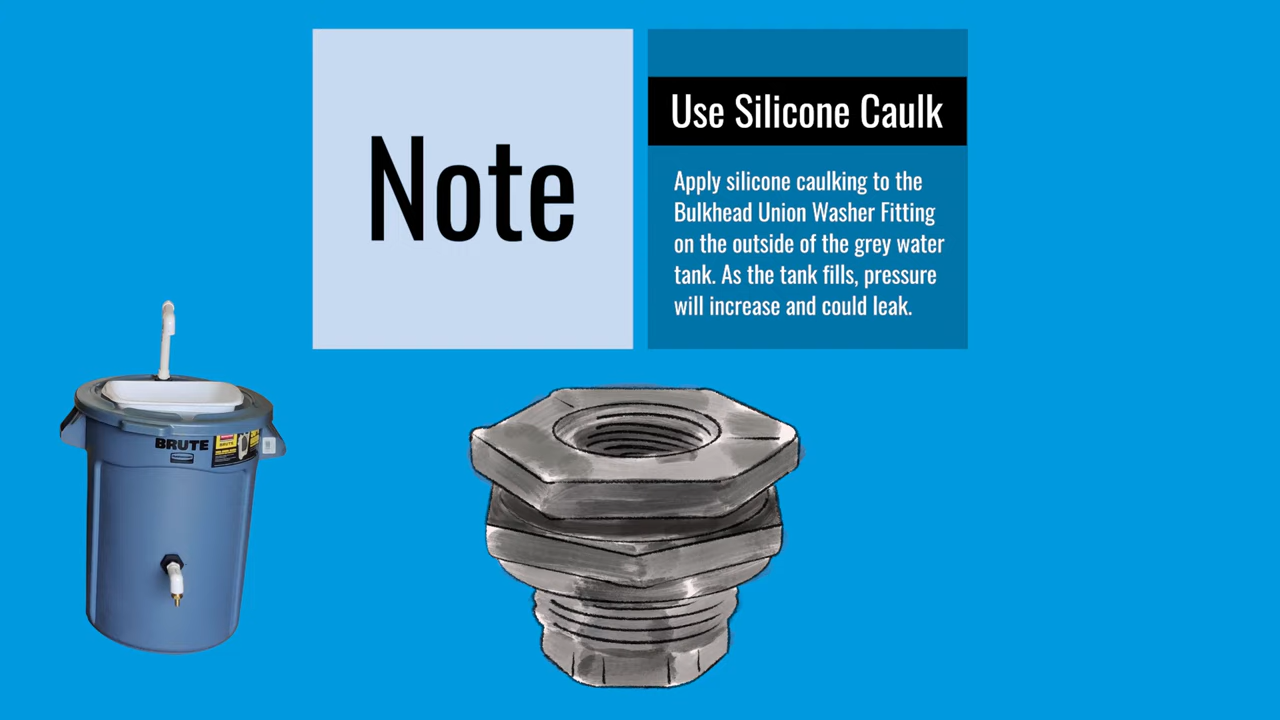 Note
Use Silicone Caulk
Apply silicone caulking to the
Bulkhead Union Washer Fitting
on the outside of the grey water
tank. As the tank fills, pressure
will increase and could leak.
BRUTE